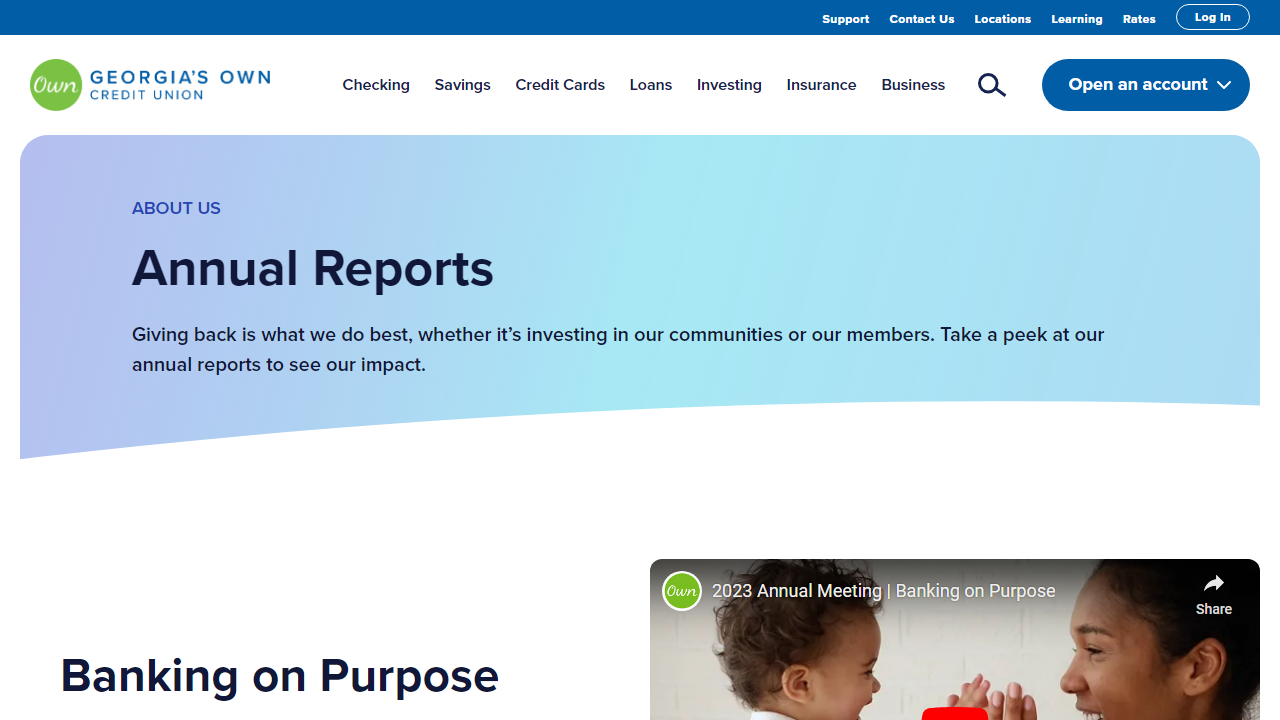 Support Contact Us Locations Learning Rates Log In
Own GEORGIA'S OWN
CREDIT UNION
Checking Savings Credit Cards Loans Investing Insurance Business Open an account
ABOUT US
Annual Reports
Giving back is what we do best, whether it’s investing in our communities or our members. Take a peek at our
annual reports to see our impact.
Own 2023 Annual Meeting | Banking on Purpose
Share
Banking on Purpose